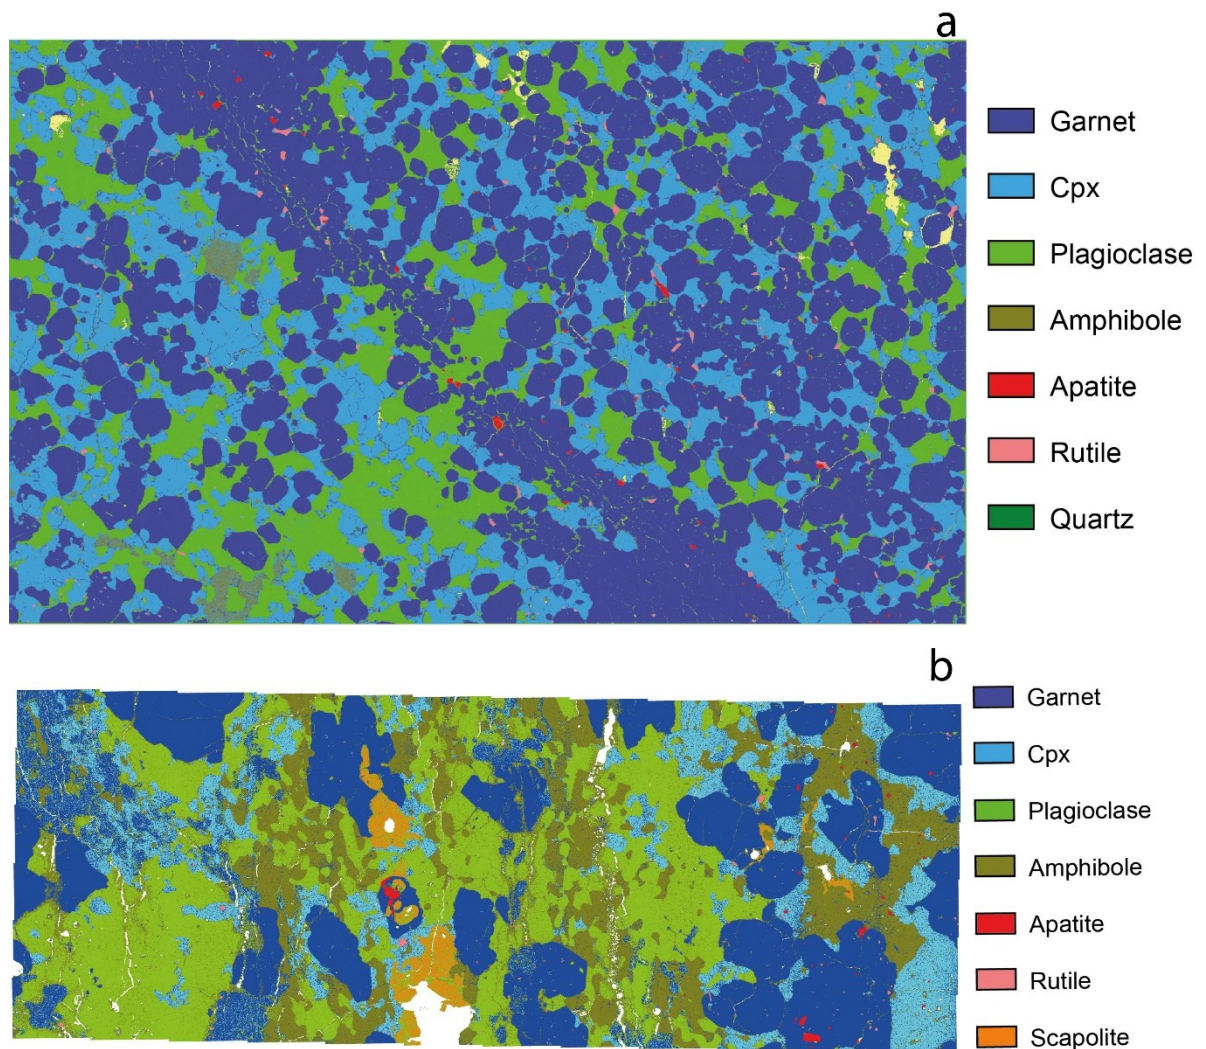 a
Garnet
Cpx
Plagioclase
Amphibole
Apatite
Rutile
Quartz
b
Garnet
Cpx
Plagioclase
Amphibole
Apatite
Rutile
Scapolite